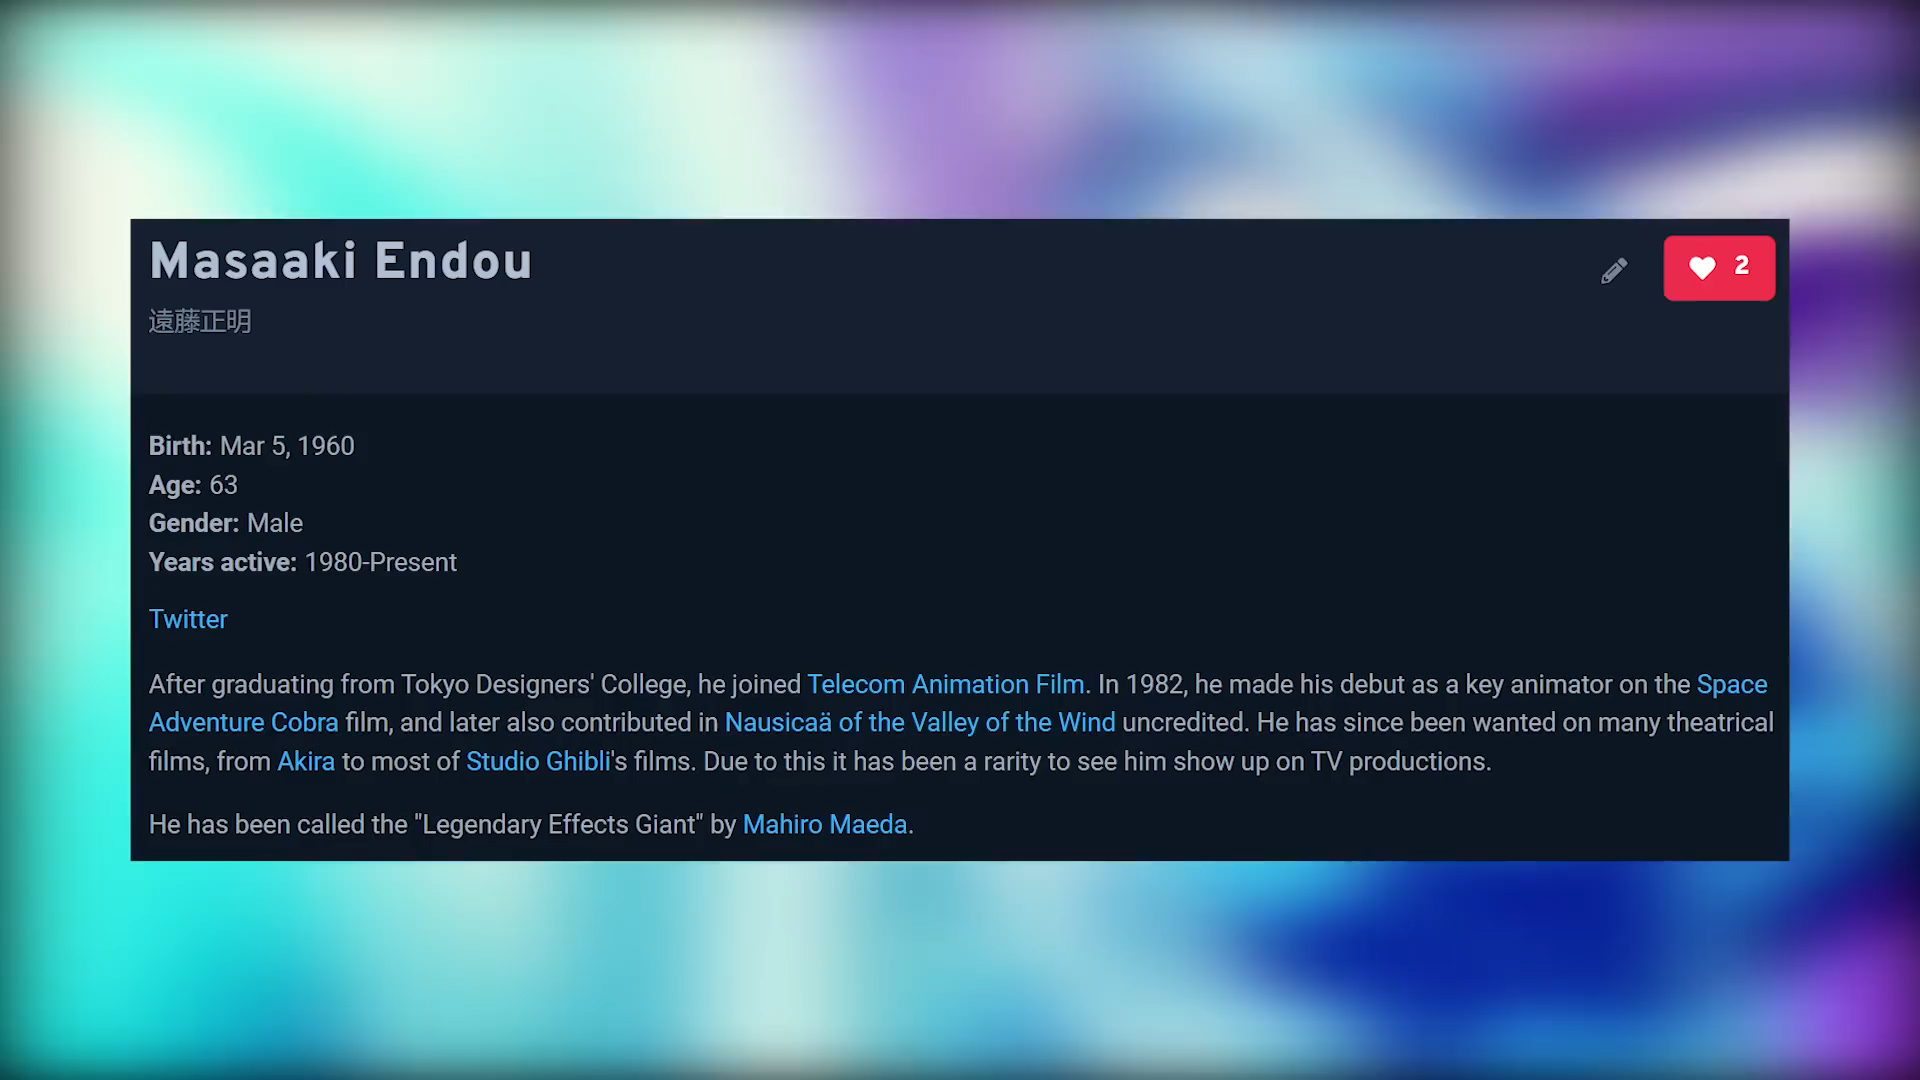 Masaaki Endou
2
遠藤正明
Birth: Mar 5, 1960
Age: 63
Gender: Male
Years active: 1980-Present
Twitter
After graduating from Tokyo Designers' College, he joined Telecom Animation Film. In 1982, he made his debut as a key animator on the Space
Adventure Cobra film, and later also contributed in Nausicaä of the Valley of the Wind uncredited. He has since been wanted on many theatrical
films, from Akira to most of Studio Ghibli's films. Due to this it has been a rarity to see him show up on TV productions.
He has been called the "Legendary Effects Giant" by Mahiro Maeda.